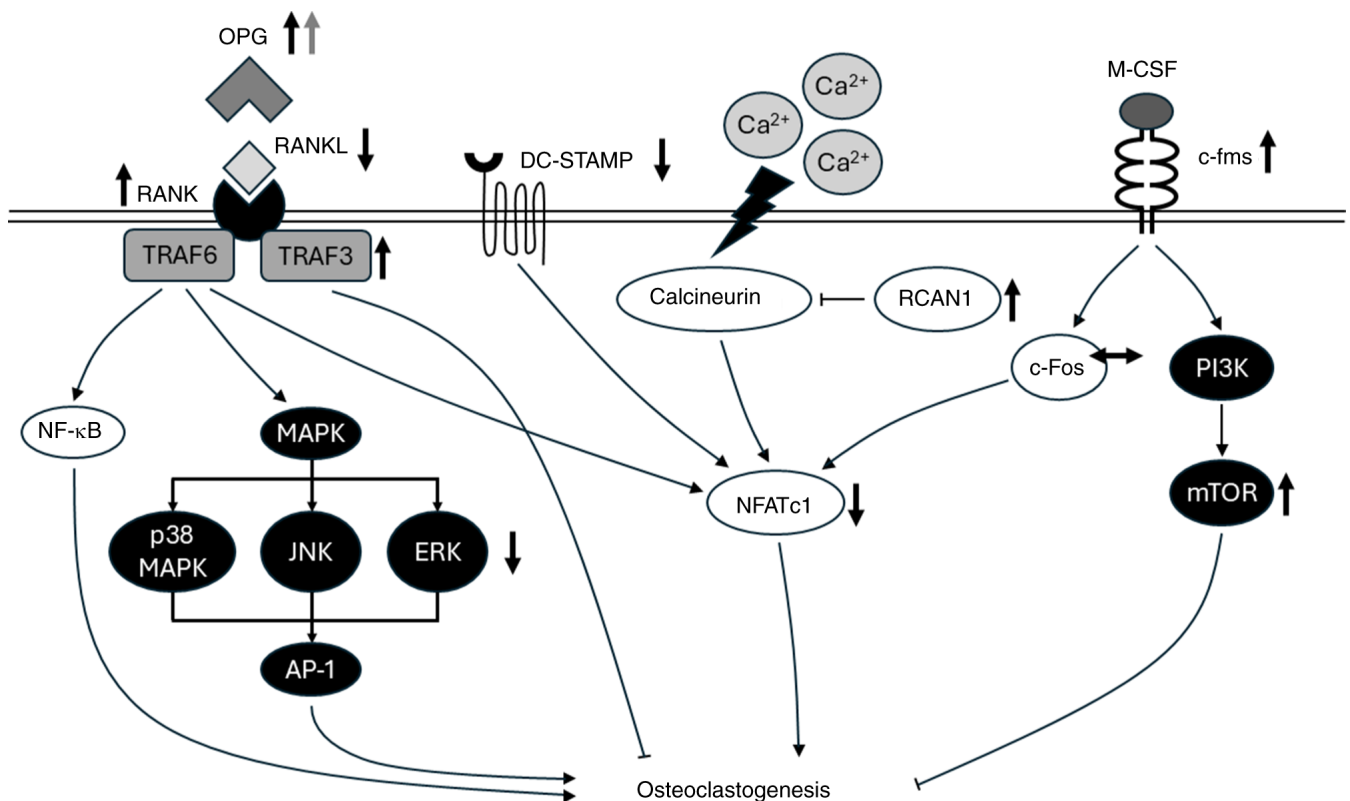 OPG
M-CSF
Ca²⁺
Ca²⁺
Ca²⁺
RANKL
DC-STAMP
c-fms
RANK
TRAF6
TRAF3
Calcineurin
RCAN1
c-Fos
PI3K
NF-κB
MAPK
NFATc1
mTOR
p38
MAPK
JNK
ERK
AP-1
Osteoclastogenesis